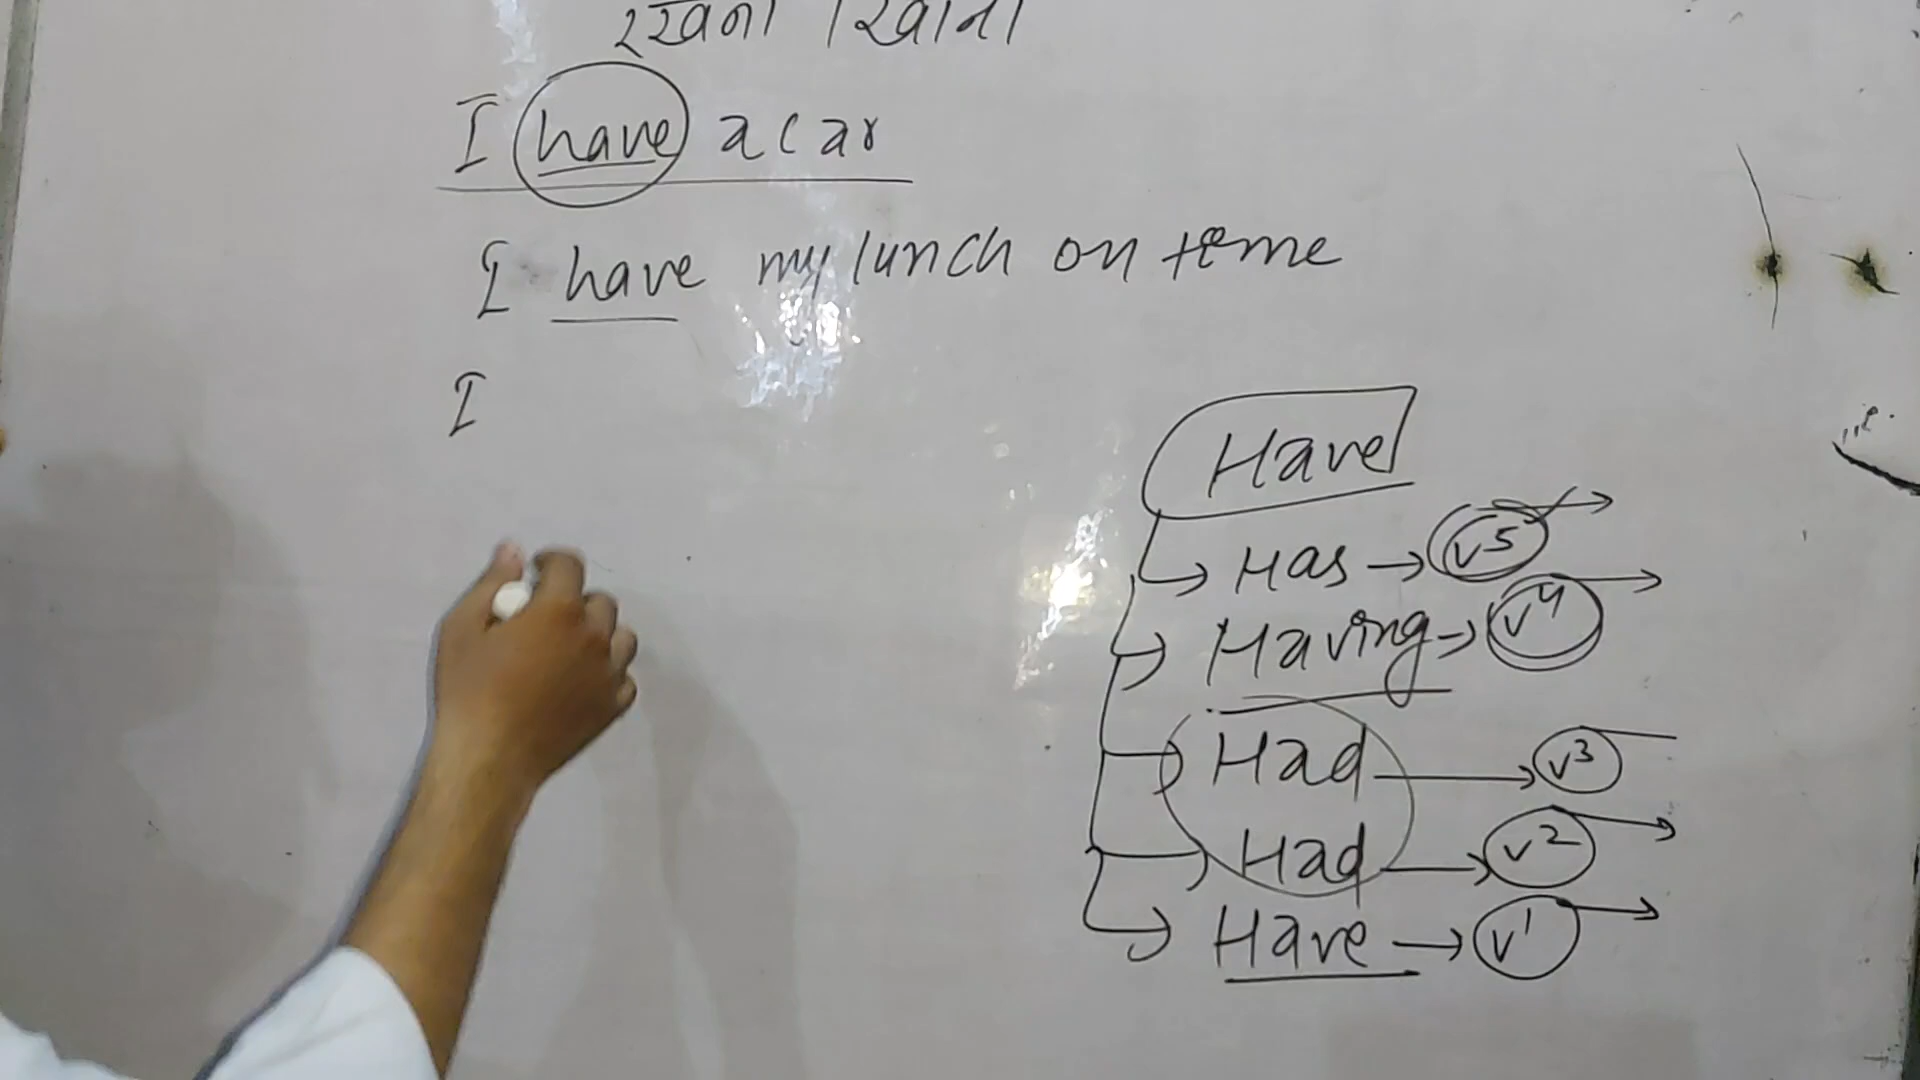 रखना खाना
I have a car
I have my lunch on time
I
Have
Has → v5
Having → v4
Had → v3
Had → v2
Have → v1